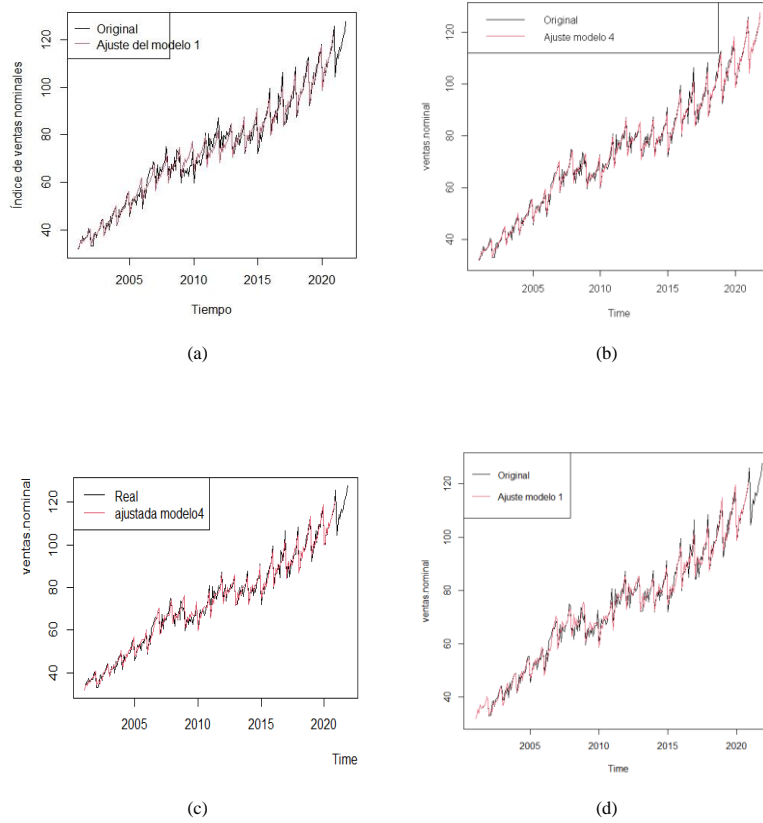 Original
Ajuste del modelo 1
Índice de ventas nominales
40 60 80 100 120
2005 2010 2015 2020
Tiempo
(a)
Original
Ajuste modelo 4
ventas.nominal
40 60 80 100 120
2005 2010 2015 2020
Time
(b)
Real
ajustada modelo4
ventas.nominal
40 60 80 100 120
2005 2010 2015 2020
Time
(c)
Original
Ajuste modelo 1
ventas.nominal
40 60 80 100 120
2005 2010 2015 2020
Time
(d)